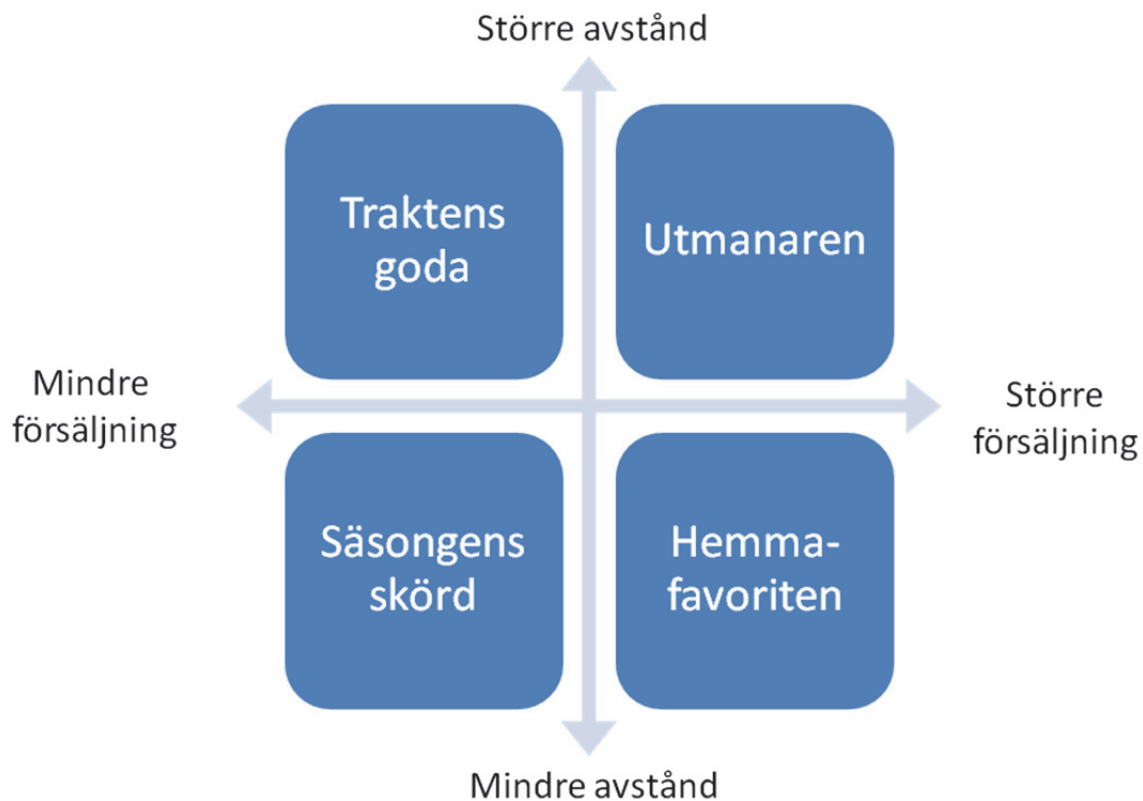 Större avstånd
Traktens
goda
Utmanaren
Mindre
försäljning
Större
försäljning
Säsongens
skörd
Hemma-
favoriten
Mindre avstånd